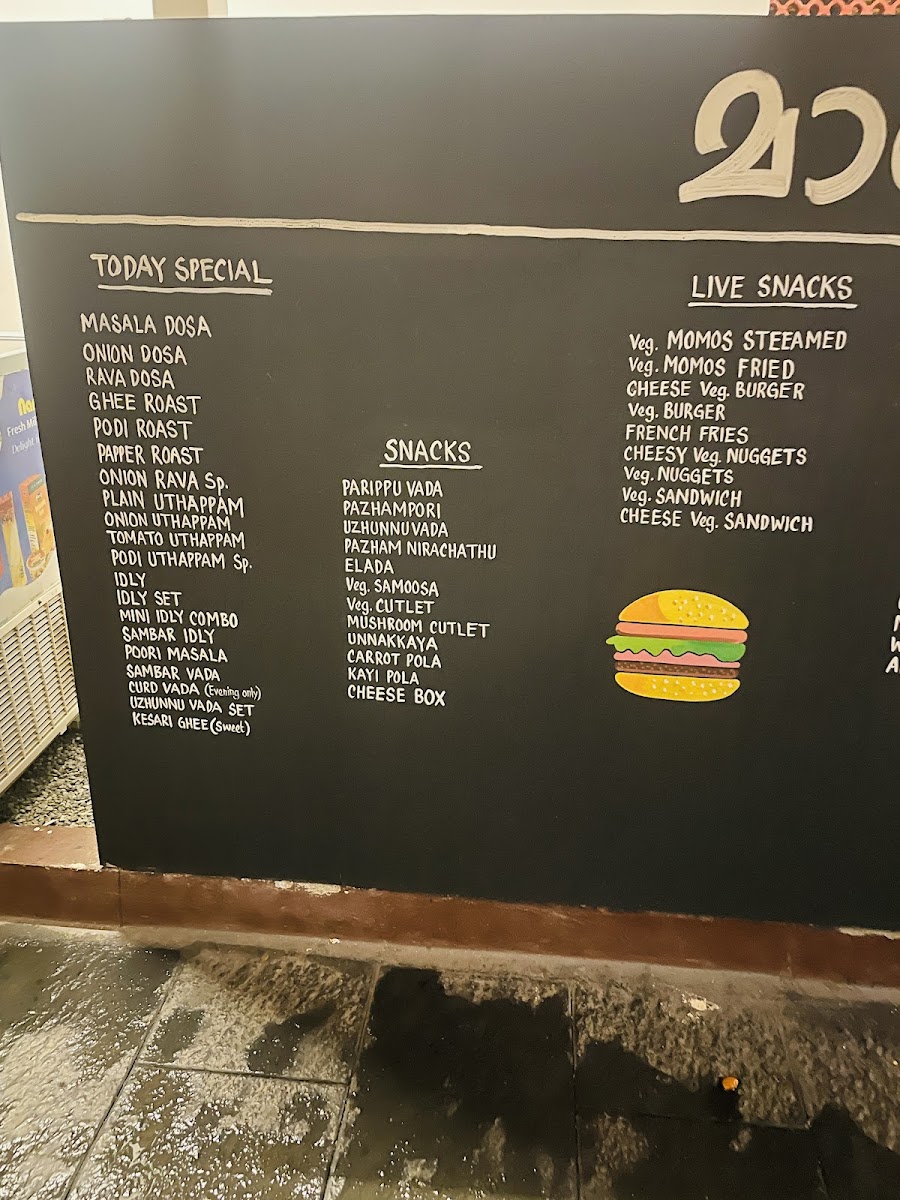 മാ
TODAY SPECIAL
MASALA DOSA
ONION DOSA
RAVA DOSA
GHEE ROAST
PODI ROAST
PAPPER ROAST
ONION RAVA Sp.
PLAIN UTHAPPAM
ONION UTHAPPAM
TOMATO UTHAPPAM
PODI UTHAPPAM Sp.
IDLY
IDLY SET
MINI IDLY COMBO
SAMBAR IDLY
POORI MASALA
SAMBAR VADA
CURD VADA (Evening only)
UZHUNNU VADA SET
KESARI GHEE (Sweet)
SNACKS
PARIPPU VADA
PAZHAMPORI
UZHUNNU VADA
PAZHAM NIRACHATHU
ELADA
Veg. SAMOOSA
Veg. CUTLET
MUSHROOM CUTLET
UNNAKKAYA
CARROT POLA
KAYI POLA
CHEESE BOX
LIVE SNACKS
Veg. MOMOS STEEAMED
Veg. MOMOS FRIED
CHEESE Veg. BURGER
Veg. BURGER
FRENCH FRIES
CHEESY Veg. NUGGETS
Veg. NUGGETS
Veg. SANDWICH
CHEESE Veg. SANDWICH